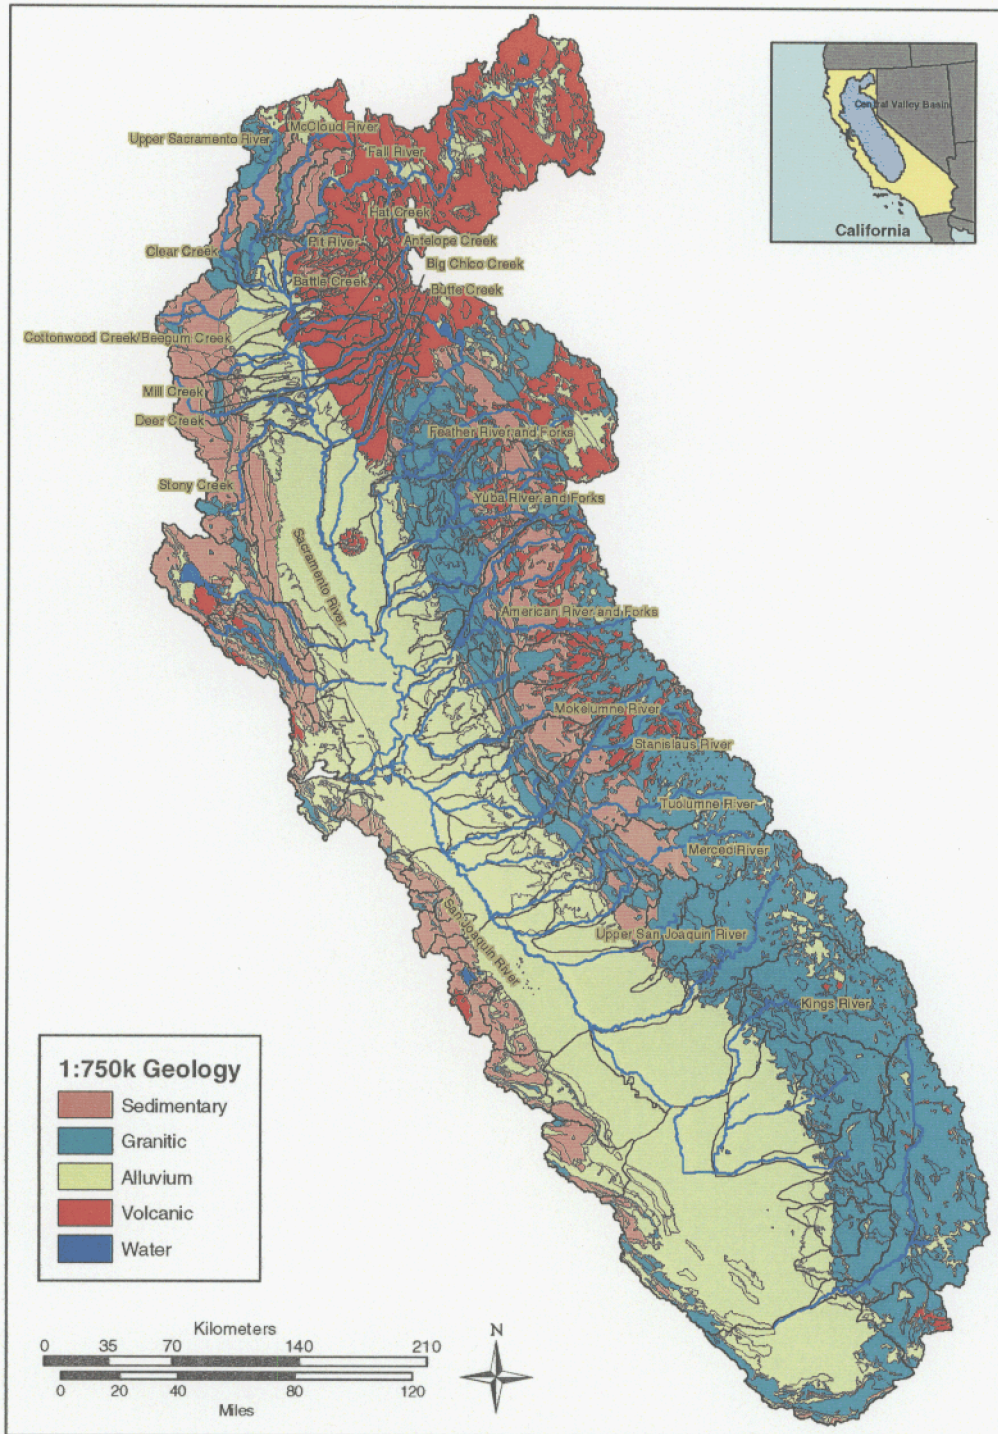 Central Valley Basin
California
McCloud River
Upper Sacramento River
Fall River
Hat Creek
Pit River
Antelope Creek
Clear Creek
Big Chico Creek
Battle Creek
Butte Creek
Cottonwood Creek/Beegum Creek
Mill Creek
Deer Creek
Feather River and Forks
Stony Creek
Yuba River and Forks
Sacramento River
American River and Forks
Mokelumne River
Stanislaus River
Tuolumne River
Merced River
San Joaquin River
Upper San Joaquin River
Kings River
1:750k Geology
Sedimentary
Granitic
Alluvium
Volcanic
Water
Kilometers
0 35 70 140 210
0 20 40 80 120
Miles
N